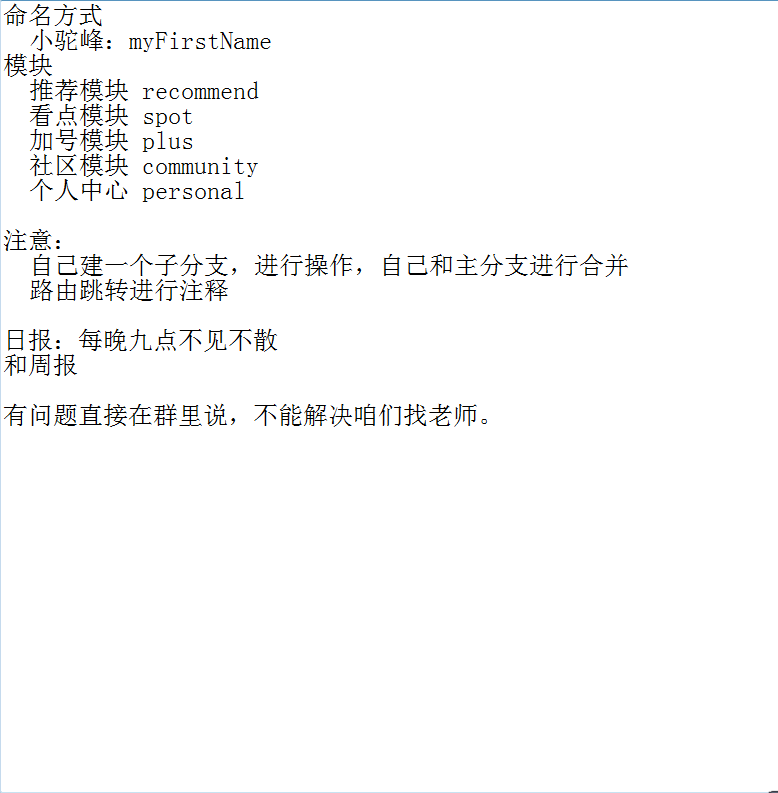 命名方式
小驼峰：myFirstName
模块
推荐模块 recommend
看点模块 spot
加号模块 plus
社区模块 community
个人中心 personal
注意：
自己建一个子分支，进行操作，自己和主分支进行合并
路由跳转进行注释
日报：每晚九点不见不散
和周报
有问题直接在群里说，不能解决咱们找老师。